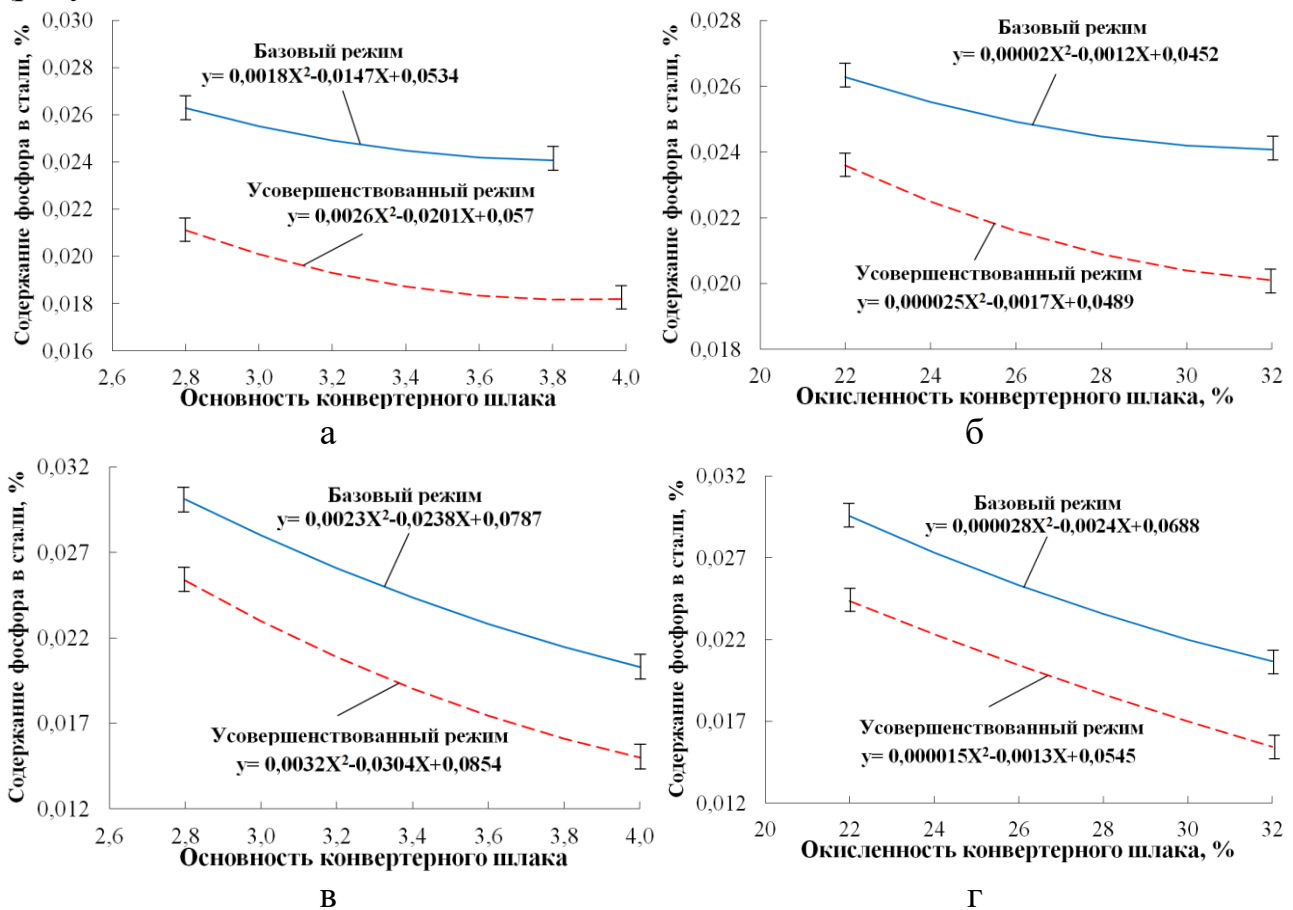 Содержание фосфора в стали, %
0,030
0,028
0,026
0,024
0,022
0,020
0,018
0,016
Базовый режим
y= 0,0018X²-0,0147X+0,0534
Усовершенствованный режим
y= 0,0026X²-0,0201X+0,057
2,6 2,8 3,0 3,2 3,4 3,6 3,8 4,0
Основность конвертерного шлака
а
Содержание фосфора в стали, %
0,028
0,026
0,024
0,022
0,020
0,018
Базовый режим
y= 0,00002X²-0,0012X+0,0452
Усовершенствованный режим
y= 0,000025X²-0,0017X+0,0489
20 22 24 26 28 30 32
Окисленность конвертерного шлака, %
б
Содержание фосфора в стали, %
0,032
0,027
0,022
0,017
0,012
Базовый режим
y= 0,0023X²-0,0238X+0,0787
Усовершенствованный режим
y= 0,0032X²-0,0304X+0,0854
2,6 2,8 3,0 3,2 3,4 3,6 3,8 4,0
Основность конвертерного шлака
в
Содержание фосфора в стали, %
0,032
0,027
0,022
0,017
0,012
Базовый режим
y= 0,000028X²-0,0024X+0,0688
Усовершенствованный режим
y= 0,000015X²-0,0013X+0,0545
20 22 24 26 28 30 32
Окисленность конвертерного шлака, %
г